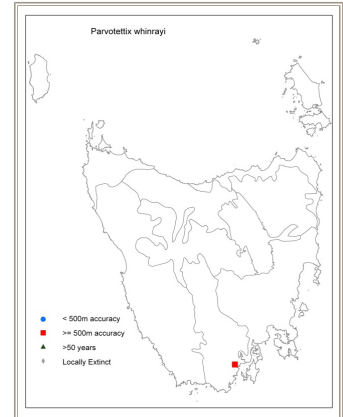 Parvotettix whinrayi
< 500m accuracy
>= 500m accuracy
>50 years
Locally Extinct